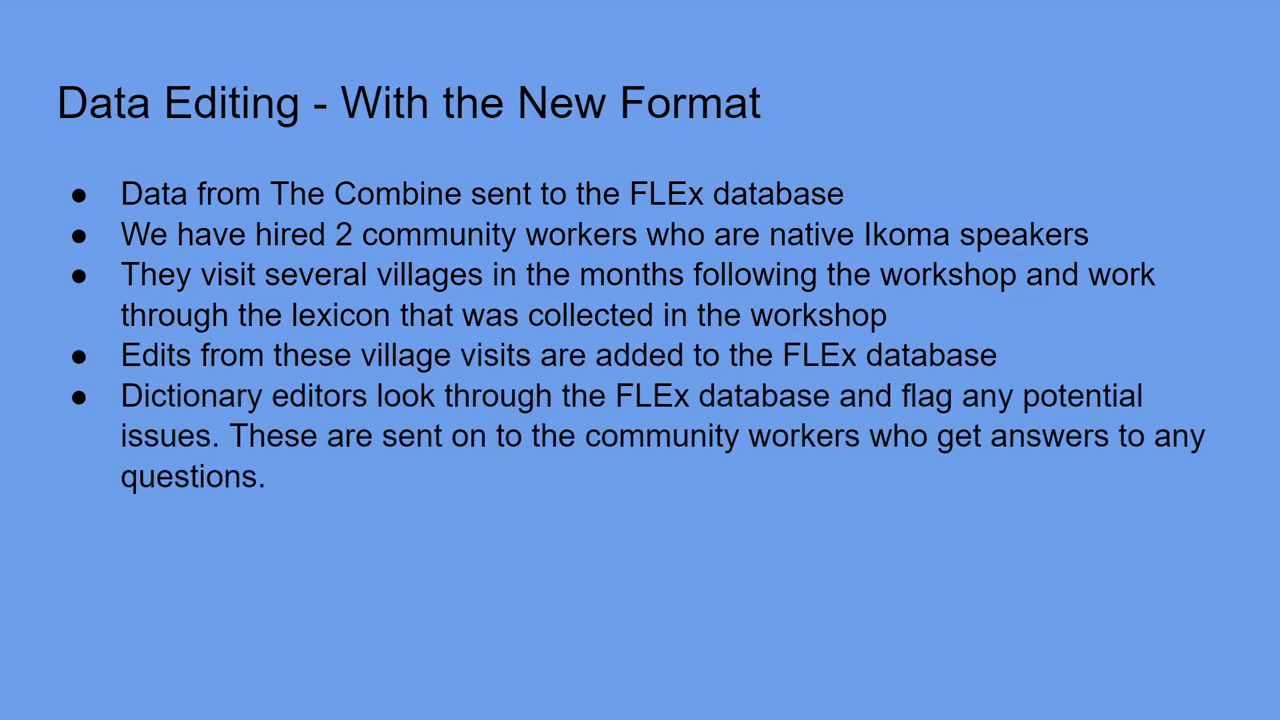 Data Editing - With the New Format
● Data from The Combine sent to the FLEx database
● We have hired 2 community workers who are native Ikoma speakers
● They visit several villages in the months following the workshop and work
through the lexicon that was collected in the workshop
● Edits from these village visits are added to the FLEx database
● Dictionary editors look through the FLEx database and flag any potential
issues. These are sent on to the community workers who get answers to any
questions.